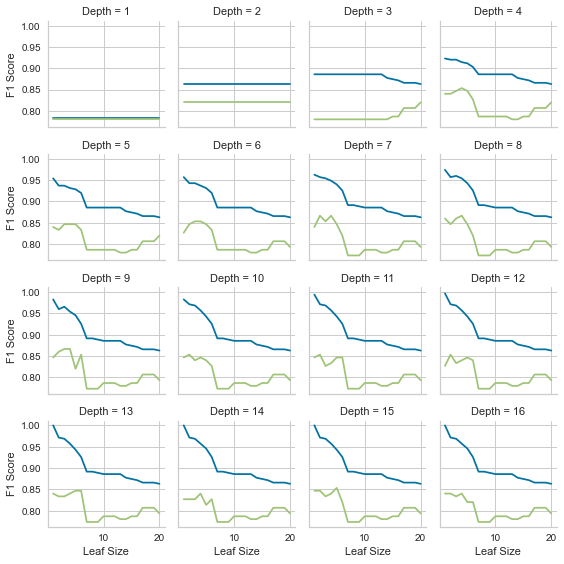 Depth = 1 Depth = 2 Depth = 3 Depth = 4
1.00
0.95
0.90
0.85
0.80
F1 Score
Depth = 5 Depth = 6 Depth = 7 Depth = 8
1.00
0.95
0.90
0.85
0.80
F1 Score
Depth = 9 Depth = 10 Depth = 11 Depth = 12
1.00
0.95
0.90
0.85
0.80
F1 Score
Depth = 13 Depth = 14 Depth = 15 Depth = 16
1.00
0.95
0.90
0.85
0.80
F1 Score
10 20 10 20 10 20 10 20
Leaf Size Leaf Size Leaf Size Leaf Size